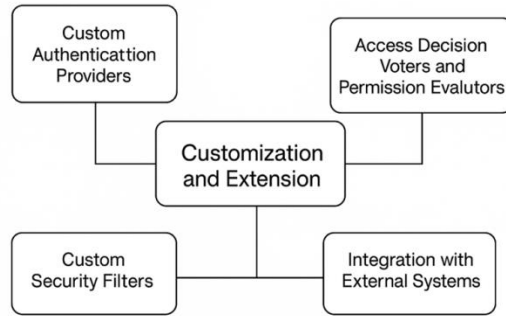 Custom
Authenticattion
Providers
Access Decision
Voters and
Permission Evalutors
Customization
and Extension
Custom
Security Filters
Integration with
External Systems